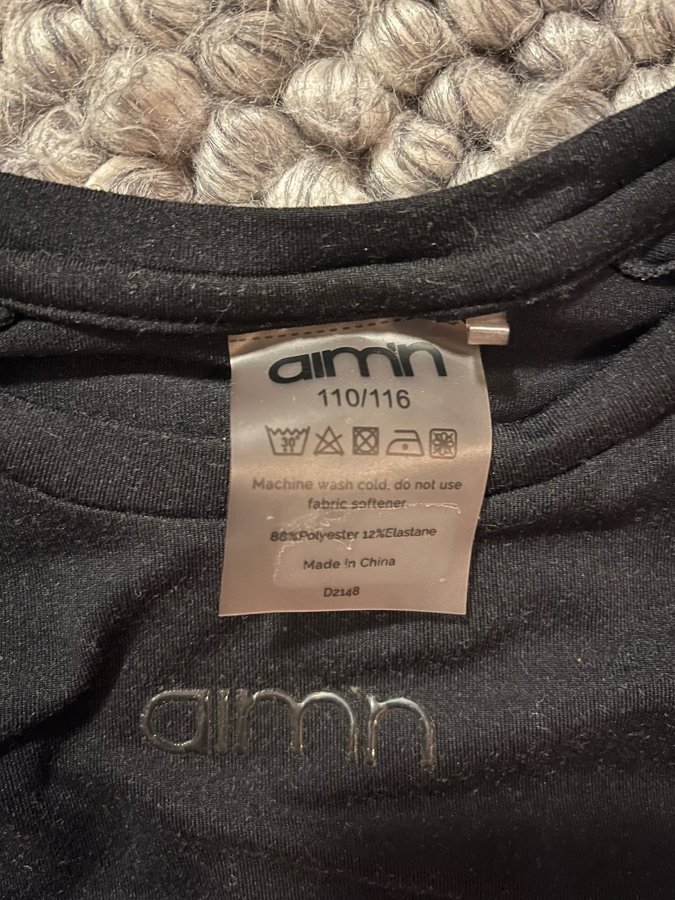 aim'n
110/116
30
Machine wash cold, do not use
fabric softener.
88%Polyester 12%Elastane
Made in China
D2148
aim'n